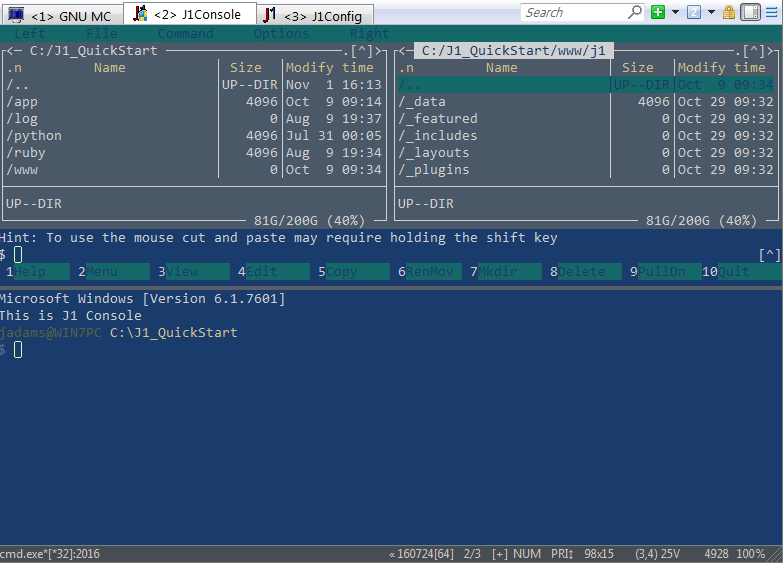 <1> GNU MC <2> J1Console <3> J1Config Search
Left File Command Options Right
<- C:/J1_QuickStart .[^]> <- C:/J1_QuickStart/www/j1 .[^]>
.n Name Size Modify time .n Name Size Modify time
/.. UP--DIR Nov 1 16:13 /.. UP--DIR Oct 9 09:34
/app 4096 Oct 9 09:14 /_data 4096 Oct 29 09:32
/log 0 Aug 9 19:37 /_featured 0 Oct 29 09:32
/python 4096 Jul 31 00:05 /_includes 0 Oct 29 09:32
/ruby 4096 Aug 9 19:34 /_layouts 0 Oct 29 09:32
/www 0 Oct 9 09:34 /_plugins 0 Oct 29 09:32
UP--DIR UP--DIR
81G/200G (40%) 81G/200G (40%)
Hint: To use the mouse cut and paste may require holding the shift key
$ [^]
1Help 2Menu 3View 4Edit 5Copy 6RenMov 7Mkdir 8Delete 9PullDn 10Quit
Microsoft Windows [Version 6.1.7601]
This is J1 Console
jadams@WIN7PC C:\J1_QuickStart
$
cmd.exe*[*32]:2016 «160724[64] 2/3 [+] NUM PRI↕ 98x15 (3,4) 25V 4928 100%